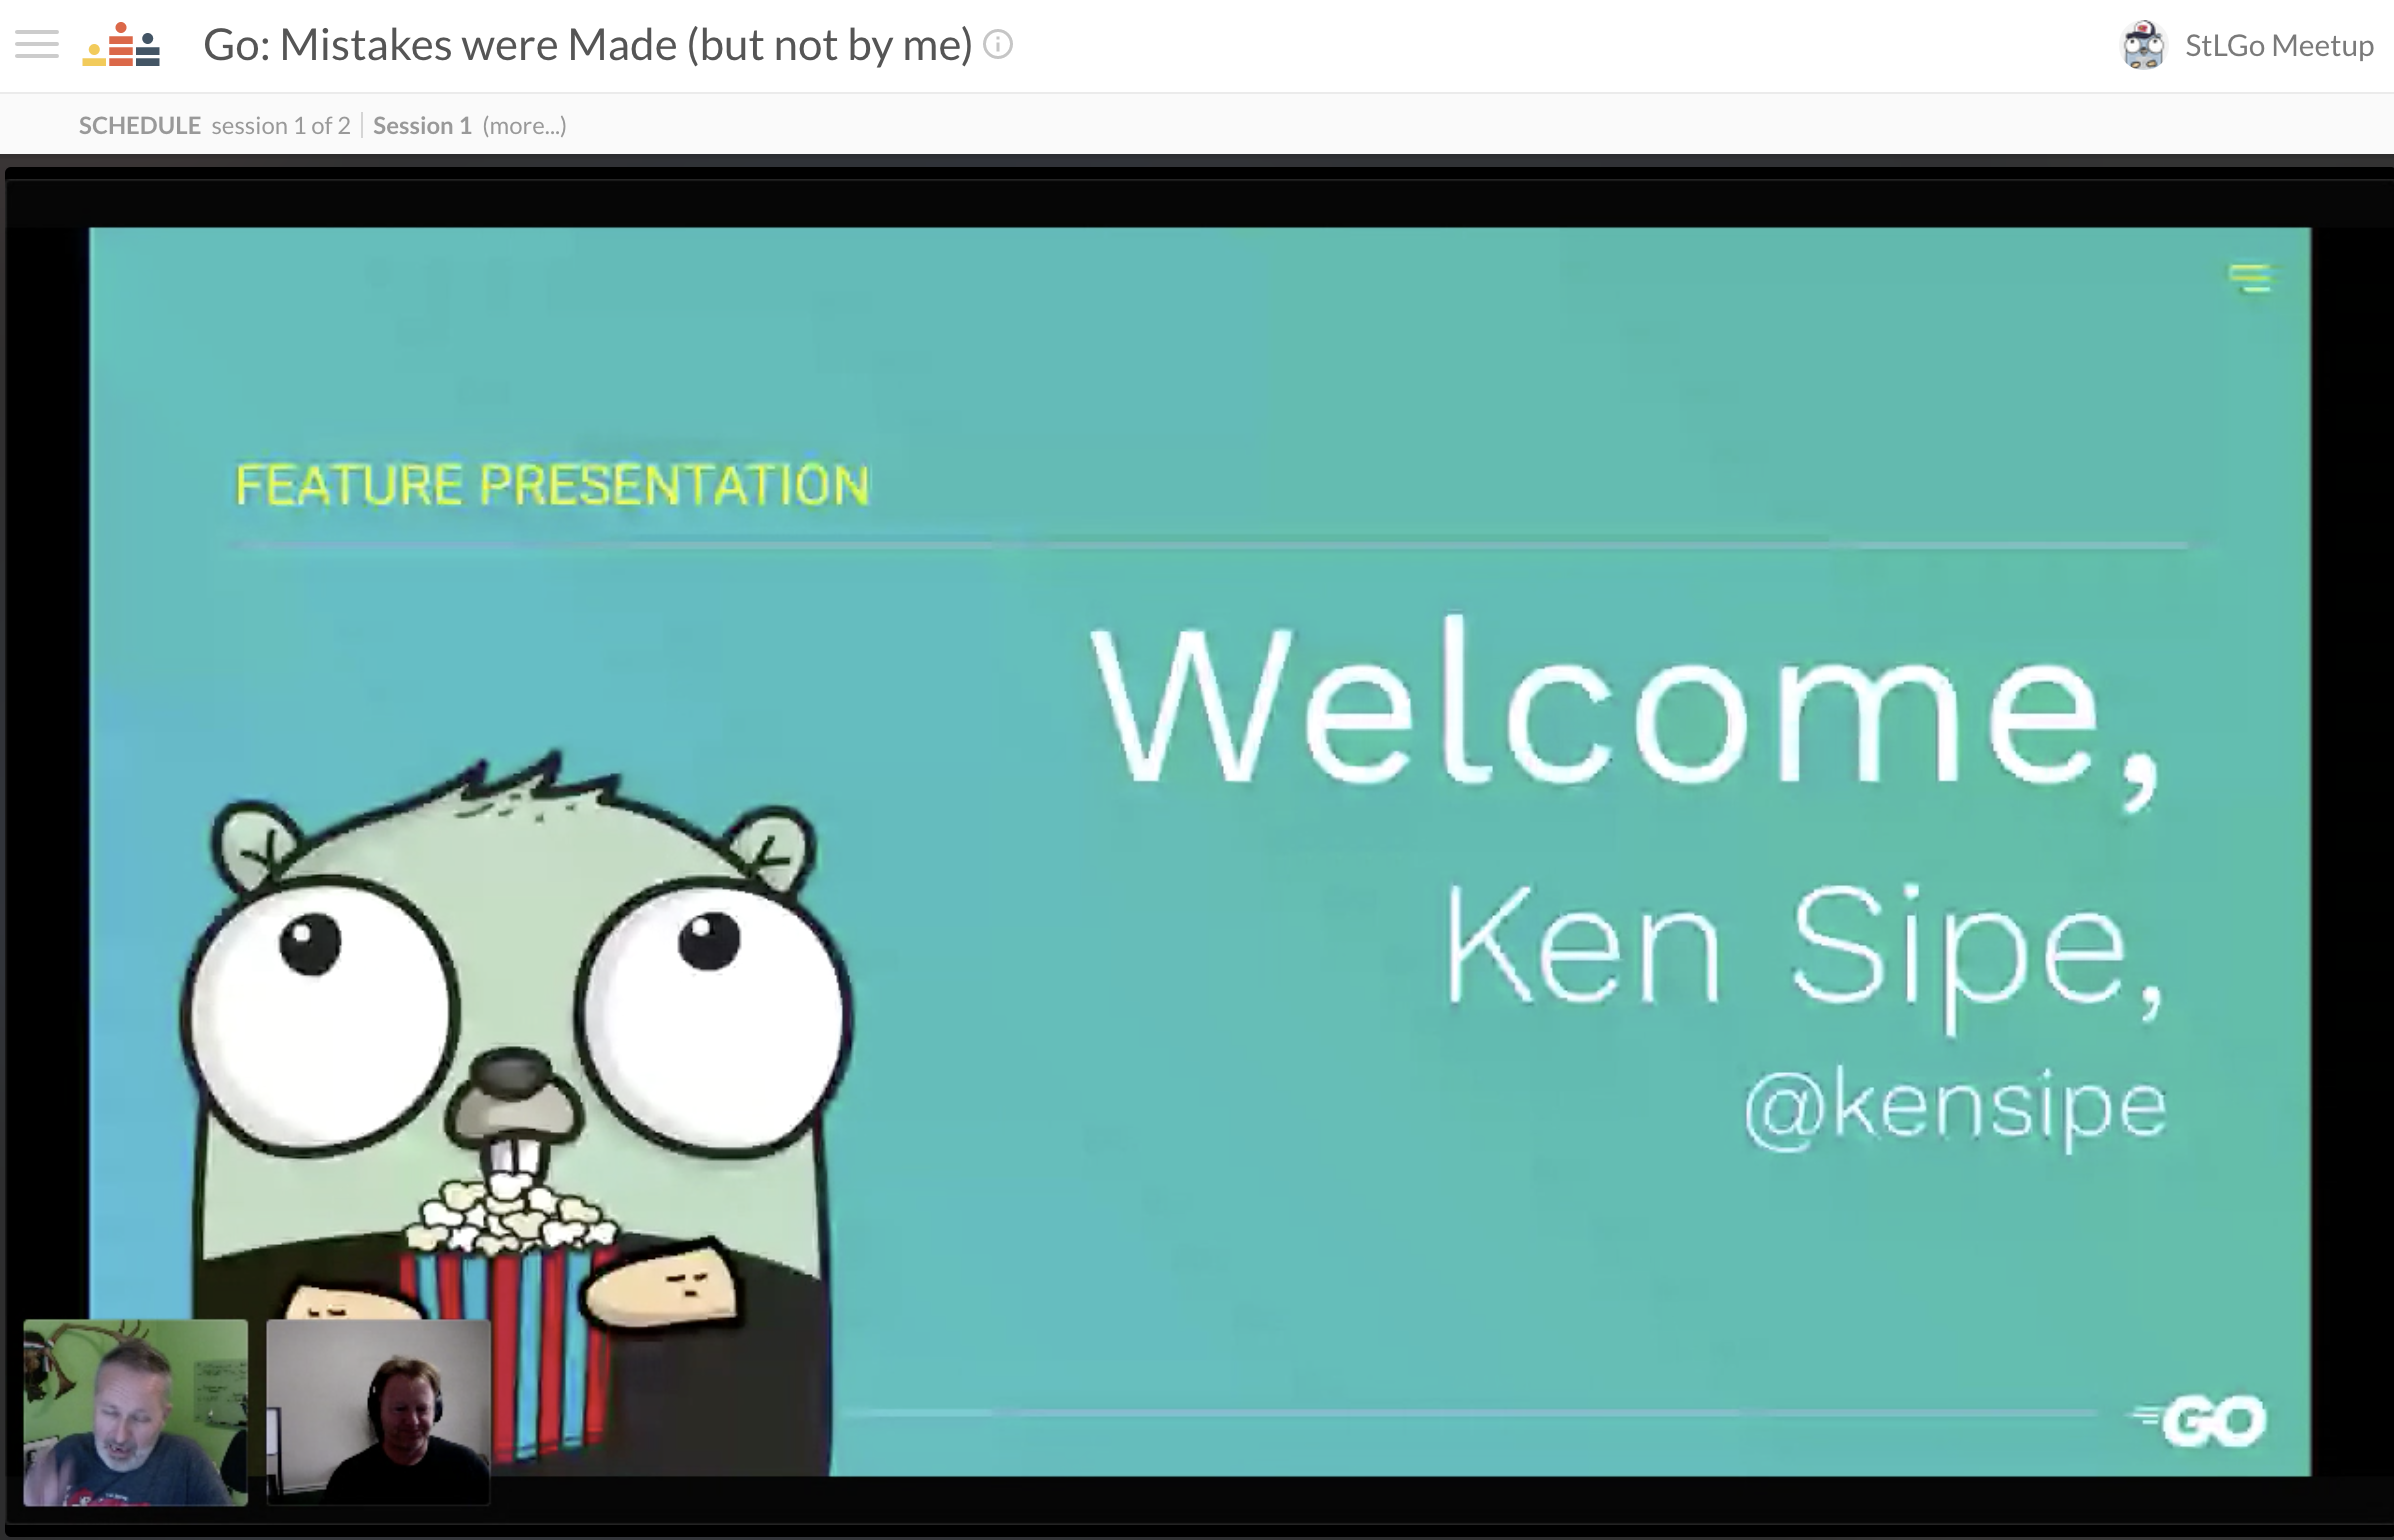 Go: Mistakes were Made (but not by me)
StLGo Meetup
SCHEDULE session 1 of 2 | Session 1 (more...)
FEATURE PRESENTATION
Welcome,
Ken Sipe,
@kensipe
GO